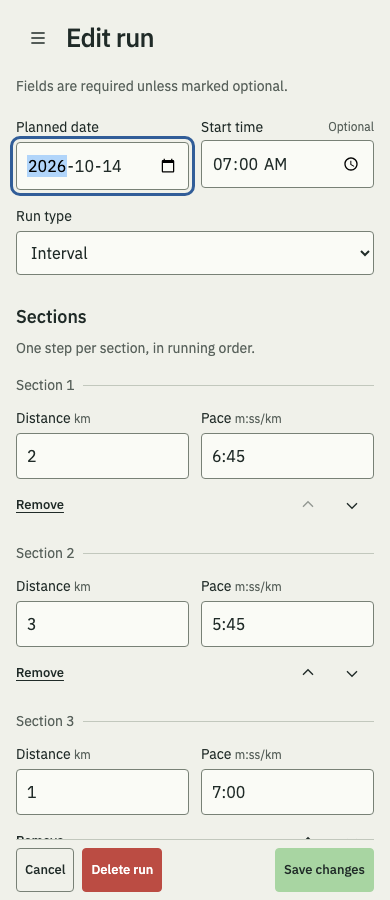 Edit run
Fields are required unless marked optional.
Planned date
Start time Optional
2026-10-14
07:00 AM
Run type
Interval
Sections
One step per section, in running order.
Section 1
Distance km
Pace m:ss/km
2
6:45
Remove
Section 2
Distance km
Pace m:ss/km
3
5:45
Remove
Section 3
Distance km
Pace m:ss/km
1
7:00
Cancel
Delete run
Save changes